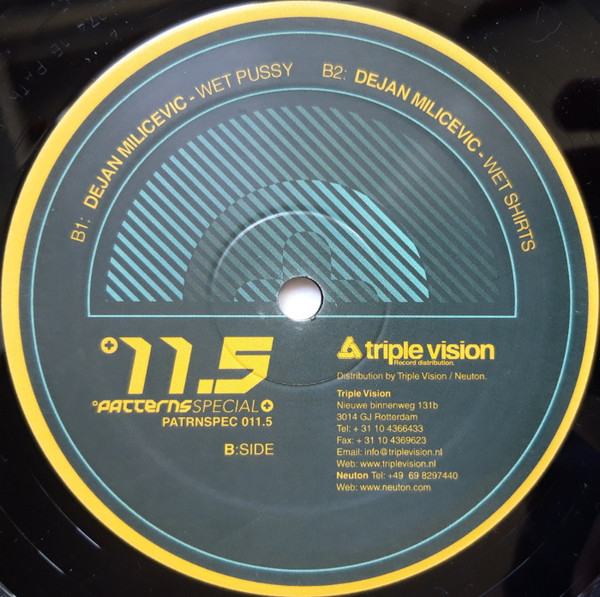 B1: DEJAN MILICEVIC - WET PUSSY
B2: DEJAN MILICEVIC - WET SHIRTS
°11.5
°PATTERNSSPECIAL
PATRNSPEC 011.5
B:SIDE
triple vision
Record distribution.
Distribution by Triple Vision / Neuton.
Triple Vision
Nieuwe binnenweg 131b
3014 GJ Rotterdam
Tel: + 31 10 4366433
Fax: + 31 10 4369623
Email: info@triplevision.nl
Web: www.triplevision.nl
Neuton Tel: +49 69 8297440
Web: www.neuton.com